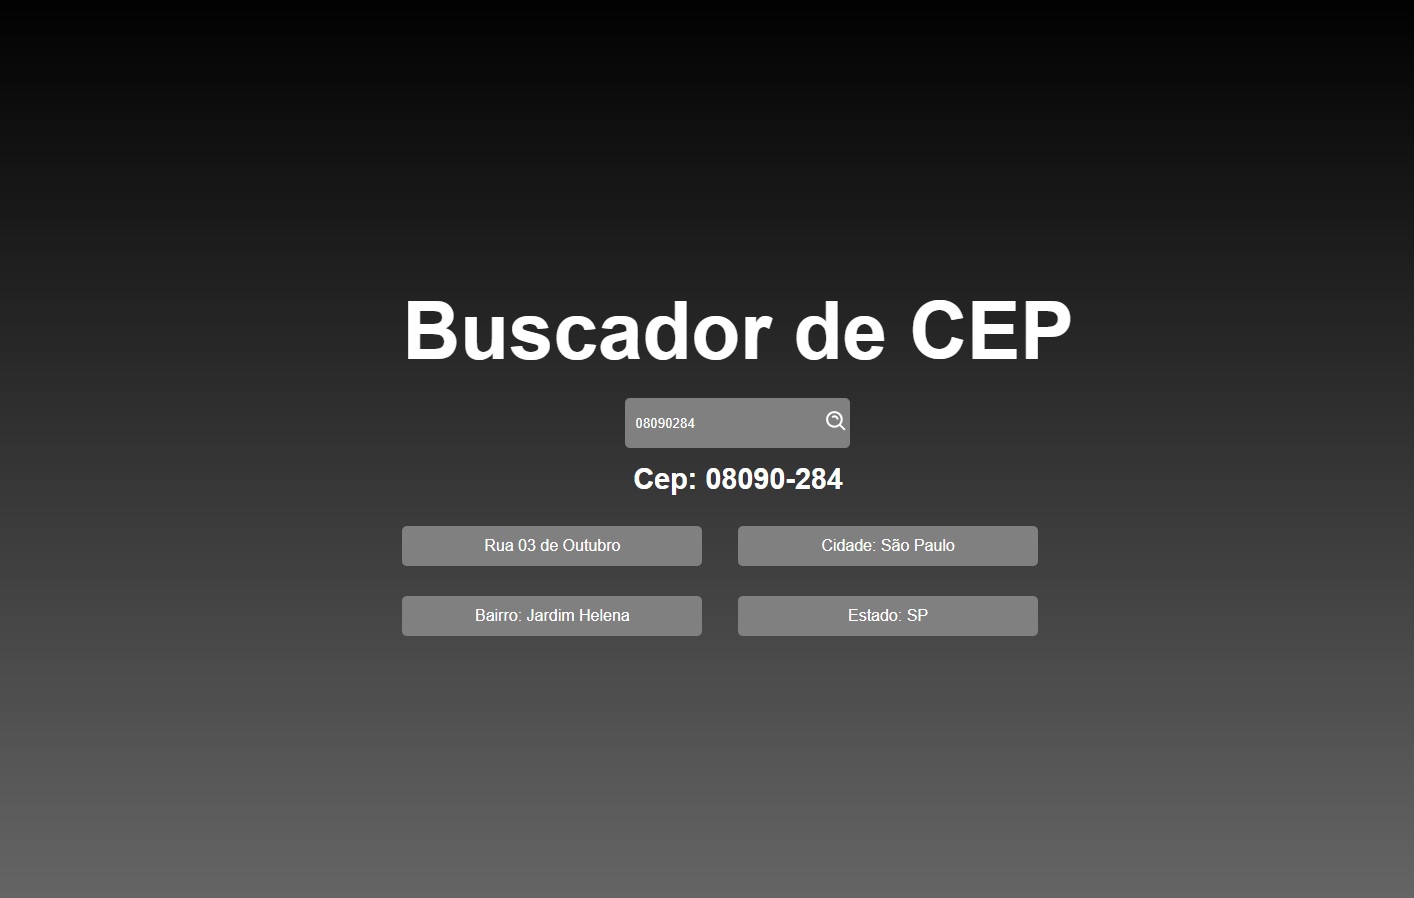 Buscador de CEP
08090284
Cep: 08090-284
Rua 03 de Outubro
Cidade: São Paulo
Bairro: Jardim Helena
Estado: SP